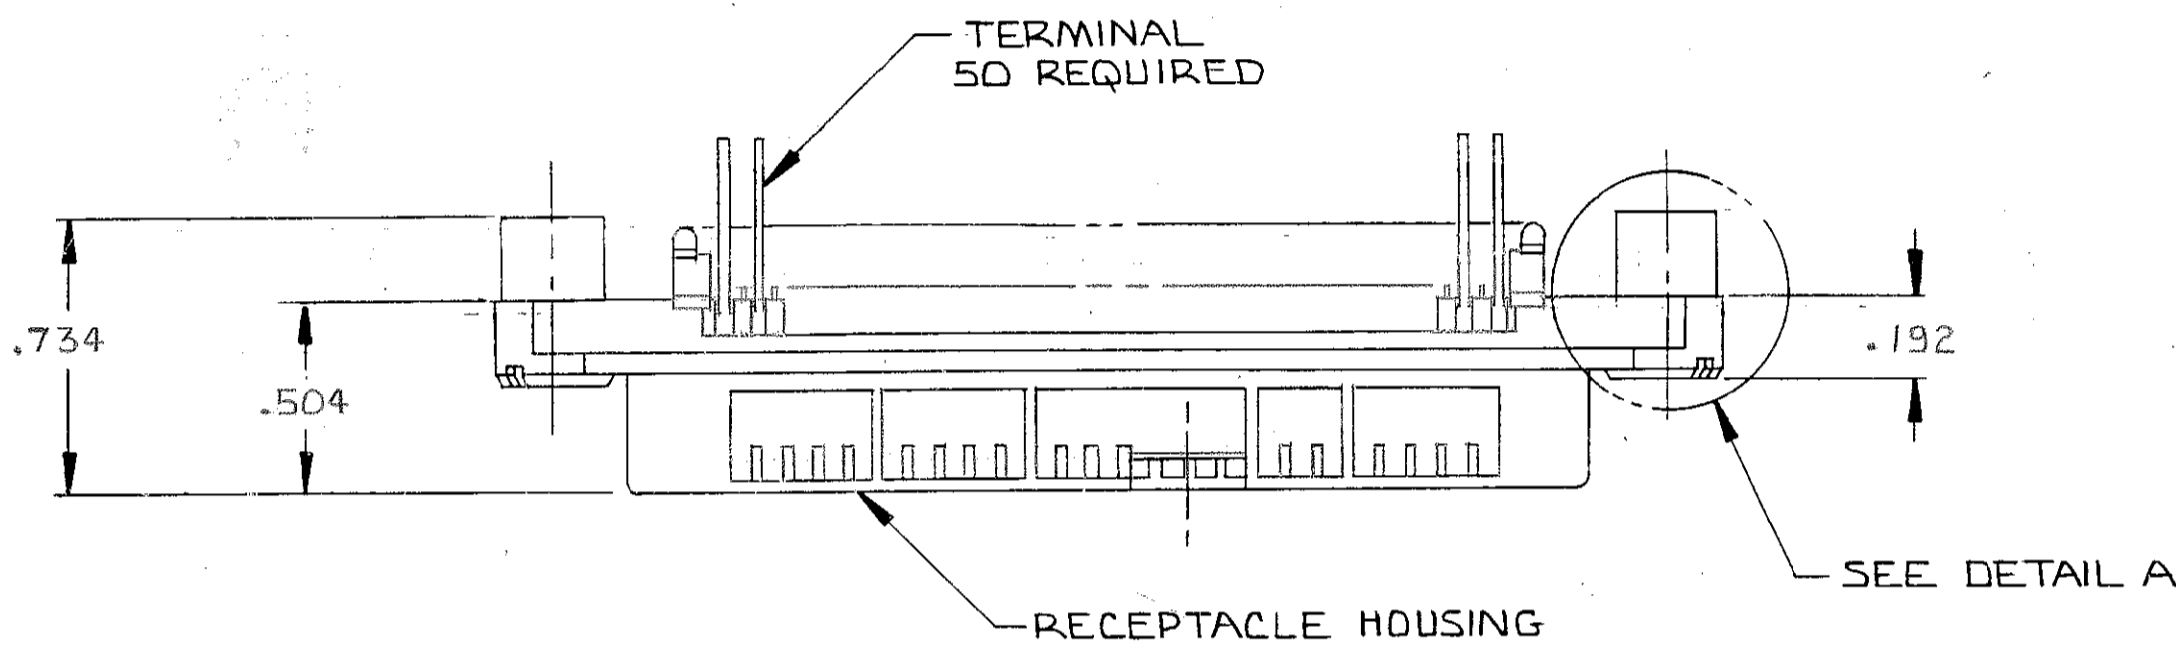 TERMINAL
50 REQUIRED
.734
.504
.192
SEE DETAIL A
RECEPTACLE HOUSING